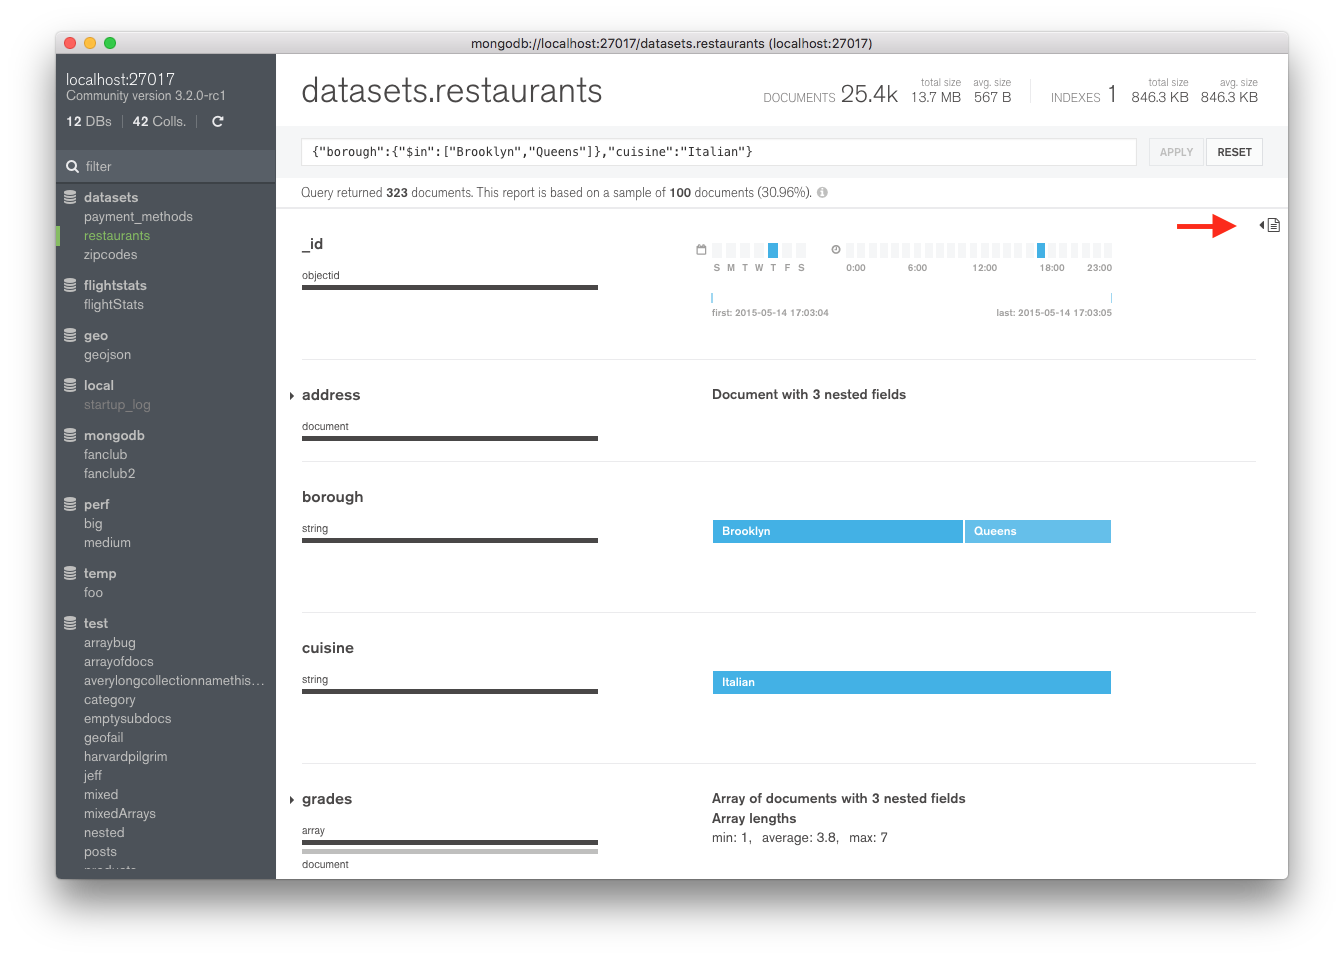 mongodb://localhost:27017/datasets.restaurants (localhost:27017)
localhost:27017
Community version 3.2.0-rc1
12 DBs
42 Colls.
filter
datasets
payment_methods
restaurants
zipcodes
flightstats
flightStats
geo
geojson
local
startup_log
mongodb
fanclub
fanclub2
perf
big
medium
temp
foo
test
arraybug
arrayofdocs
averylongcollectionnamethis...
category
emptysubdocs
geofail
harvardpilgrim
jeff
mixed
mixedArrays
nested
posts
datasets.restaurants
DOCUMENTS 25.4k
total size
13.7 MB
avg. size
567 B
INDEXES 1
total size
846.3 KB
avg. size
846.3 KB
{"borough":{"$in":["Brooklyn","Queens"]},"cuisine":"Italian"}
APPLY
RESET
Query returned 323 documents. This report is based on a sample of 100 documents (30.96%).
_id
objectid
S M T W T F S
0:00 6:00 12:00 18:00 23:00
first: 2015-05-14 17:03:04
last: 2015-05-14 17:03:05
address
document
Document with 3 nested fields
borough
string
Brooklyn
Queens
cuisine
string
Italian
grades
array
document
Array of documents with 3 nested fields
Array lengths
min: 1, average: 3.8, max: 7